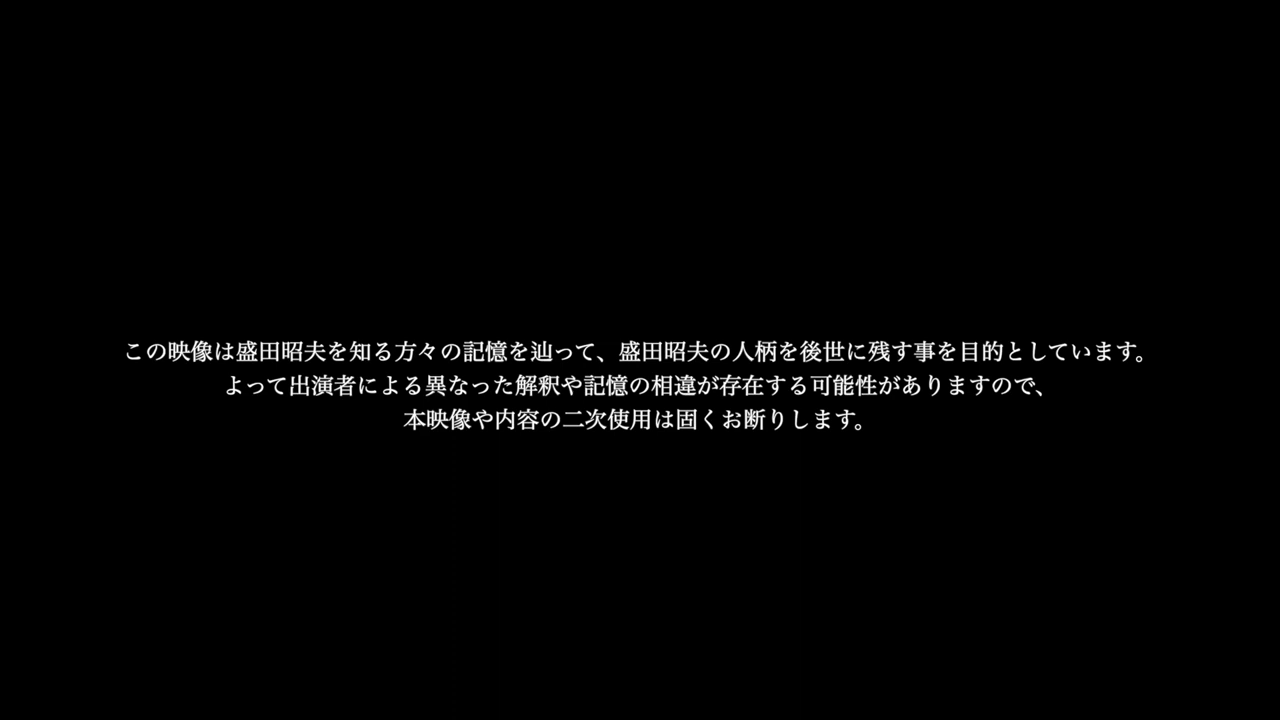 この映像は盛田昭夫を知る方々の記憶を辿って、盛田昭夫の人柄を後世に残す事を目的としています。
よって出演者による異なった解釈や記憶の相違が存在する可能性がありますので、
本映像や内容の二次使用は固くお断りします。